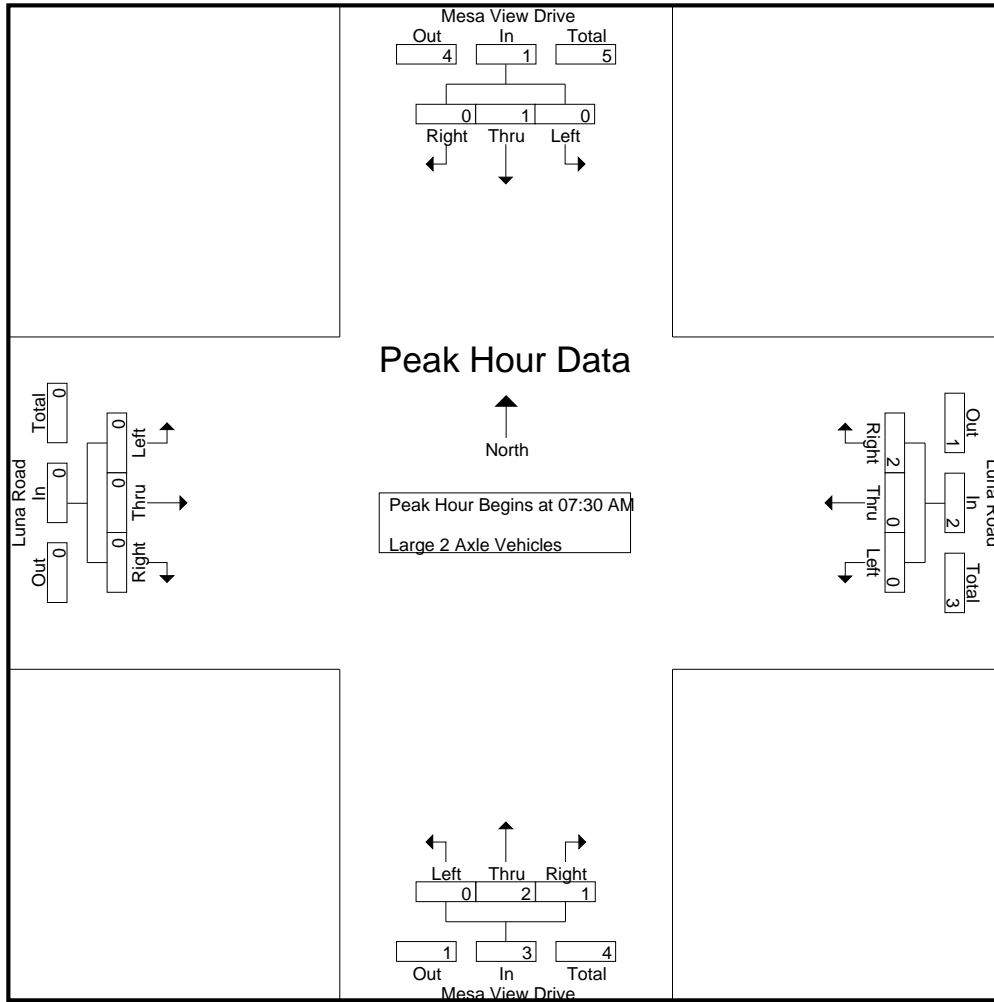 Mesa View Drive
Out In Total
4 1 5
0 1 0
Right Thru Left
Peak Hour Data
North
Peak Hour Begins at 07:30 AM
Large 2 Axle Vehicles
Luna Road
Total In Out
0 0 0
0 0 0
Left Thru Right
Luna Road
Out In Total
1 2 3
2 0 0
Right Thru Left
Left Thru Right
0 2 1
1 3 4
Out In Total
Mesa View Drive